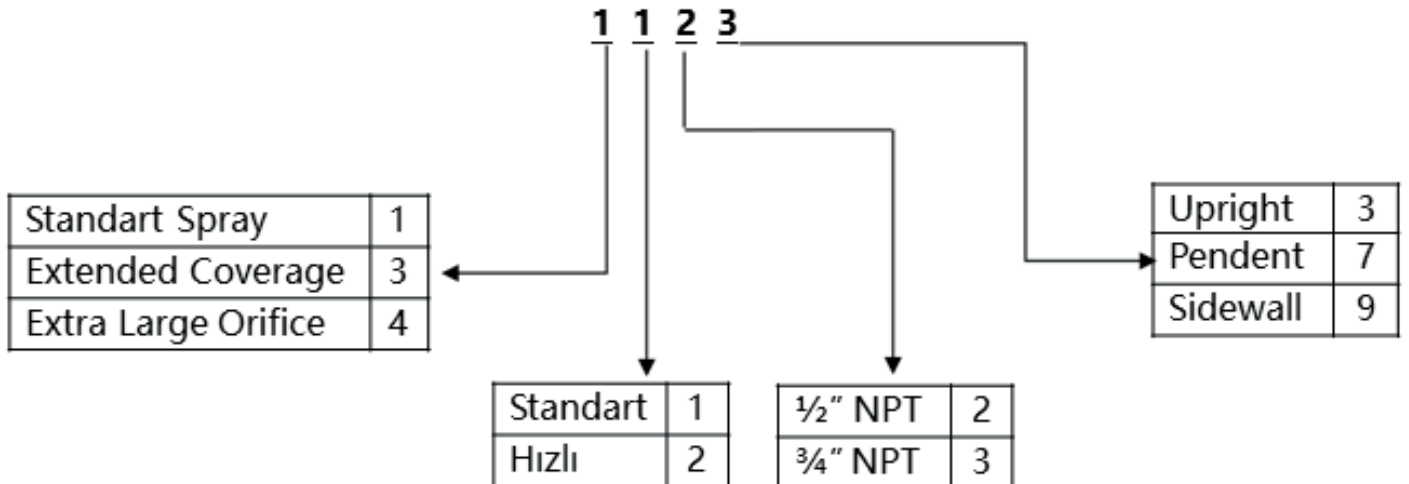 1 1 2 3
Standart Spray 1
Extended Coverage 3
Extra Large Orifice 4
Upright 3
Pendent 7
Sidewall 9
Standart 1
Hızlı 2
½" NPT 2
¾" NPT 3